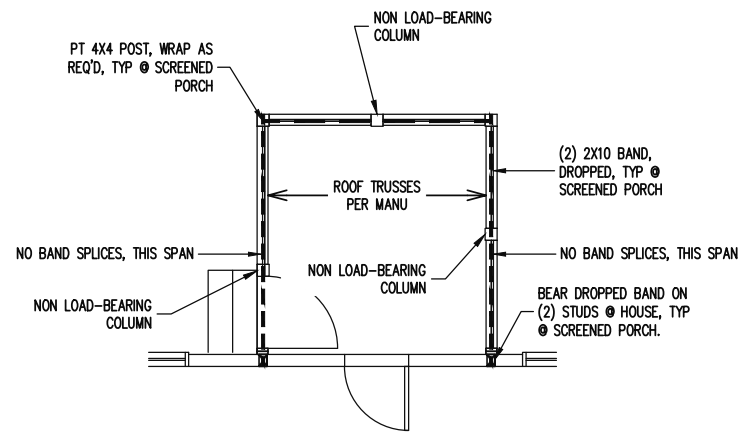 NON LOAD-BEARING
COLUMN
PT 4X4 POST, WRAP AS
REQ'D, TYP @ SCREENED
PORCH
(2) 2X10 BAND,
DROPPED, TYP @
SCREENED PORCH
ROOF TRUSSES
PER MANU
NO BAND SPLICES, THIS SPAN
NO BAND SPLICES, THIS SPAN
NON LOAD-BEARING
COLUMN
NON LOAD-BEARING
COLUMN
BEAR DROPPED BAND ON
(2) STUDS @ HOUSE, TYP
@ SCREENED PORCH.